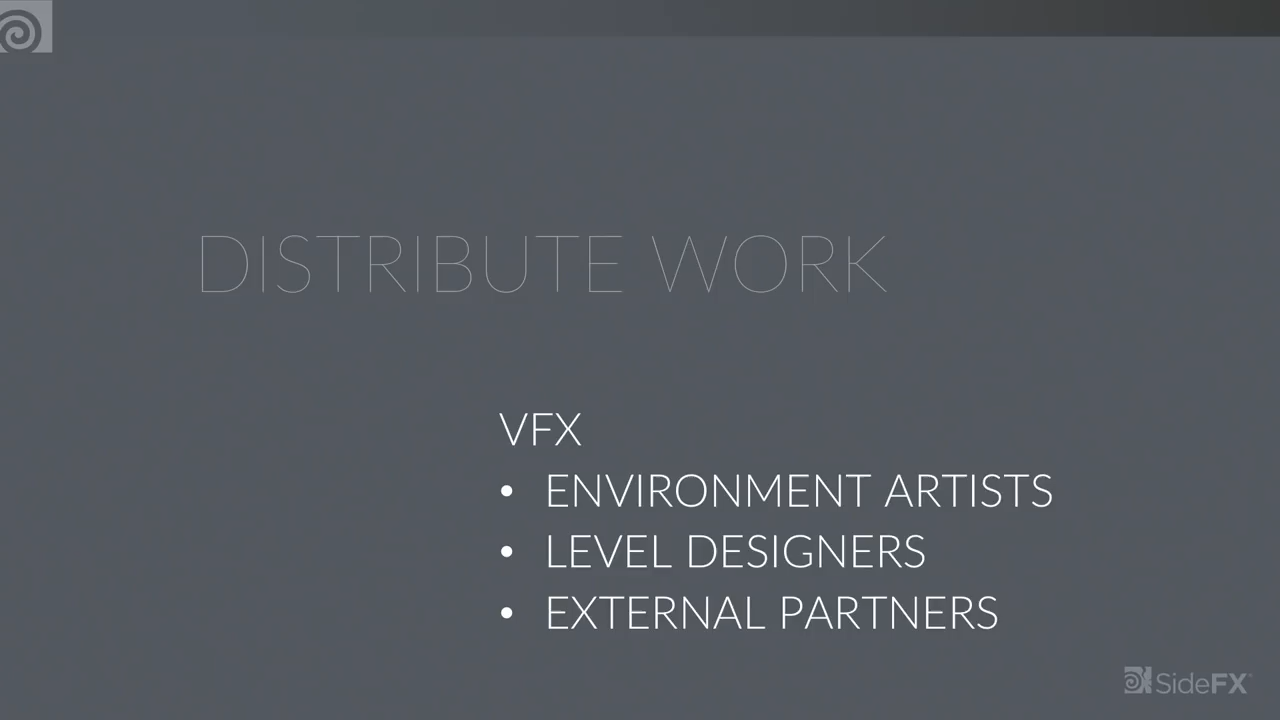 DISTRIBUTE WORK
VFX
• ENVIRONMENT ARTISTS
• LEVEL DESIGNERS
• EXTERNAL PARTNERS
SideFX